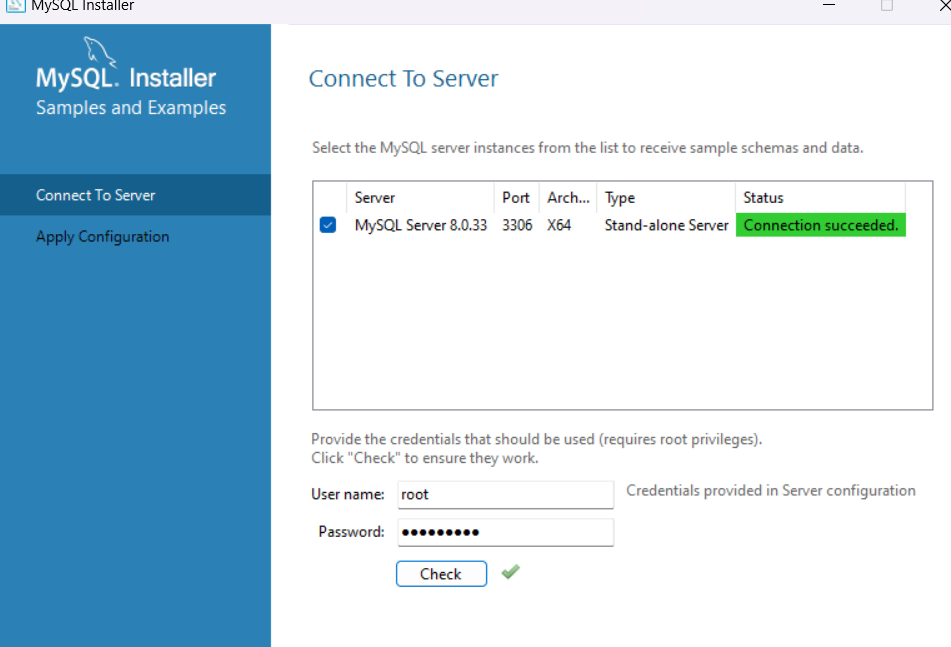 MySQL Installer
MySQL. Installer
Samples and Examples
Connect To Server
Apply Configuration
Connect To Server
Select the MySQL server instances from the list to receive sample schemas and data.
Server Port Arch... Type Status
MySQL Server 8.0.33 3306 X64 Stand-alone Server Connection succeeded.
Provide the credentials that should be used (requires root privileges).
Click "Check" to ensure they work.
User name: root Credentials provided in Server configuration
Password: ●●●●●●●●●
Check